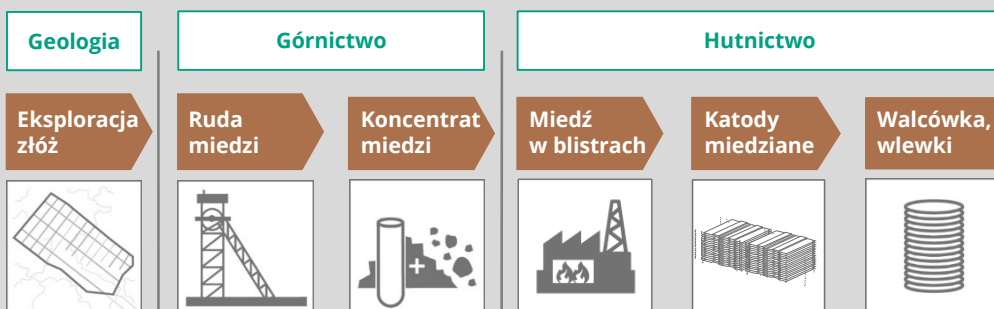 Geologia
Górnictwo
Hutnictwo
Eksploracja
złóż
Ruda
miedzi
Koncentrat
miedzi
Miedź
w blistrach
Katody
miedziane
Walcówka,
wlewki